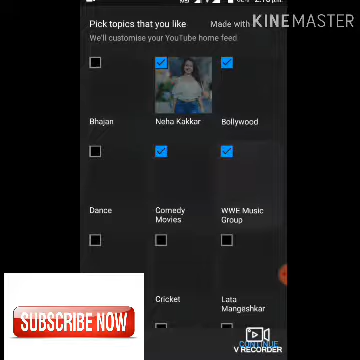 Pick topics that you like
Made with
KINEMASTER
We'll customise your YouTube home feed
Bhajan
Neha Kakkar
Bollywood
Dance
Comedy
Movies
WWE Music
Group
Cricket
Lata
Mangeshkar
SUBSCRIBE NOW
CONTINUE
V RECORDER